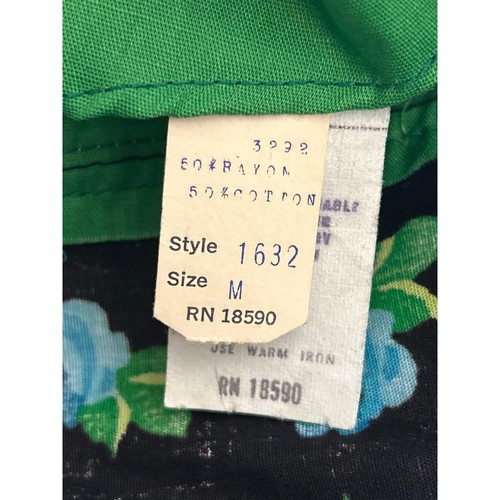 3292
50%RAYON
50%COTTON
Style 1632
Size M
RN 18590
USE WARM IRON
RN 18590